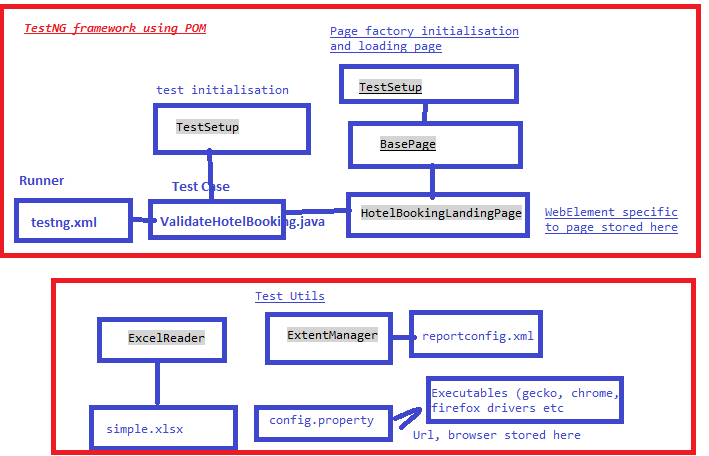 TestNG framework using POM
Page factory initialisation
and loading page
test initialisation
TestSetup
TestSetup
BasePage
Runner
Test Case
testng.xml
ValidateHotelBooking.java
HotelBookingLandingPage
WebElement specific
to page stored here
Test Utils
ExcelReader
ExtentManager
reportconfig.xml
simple.xlsx
config.property
Executables (gecko, chrome,
firefox drivers etc
Url, browser stored here